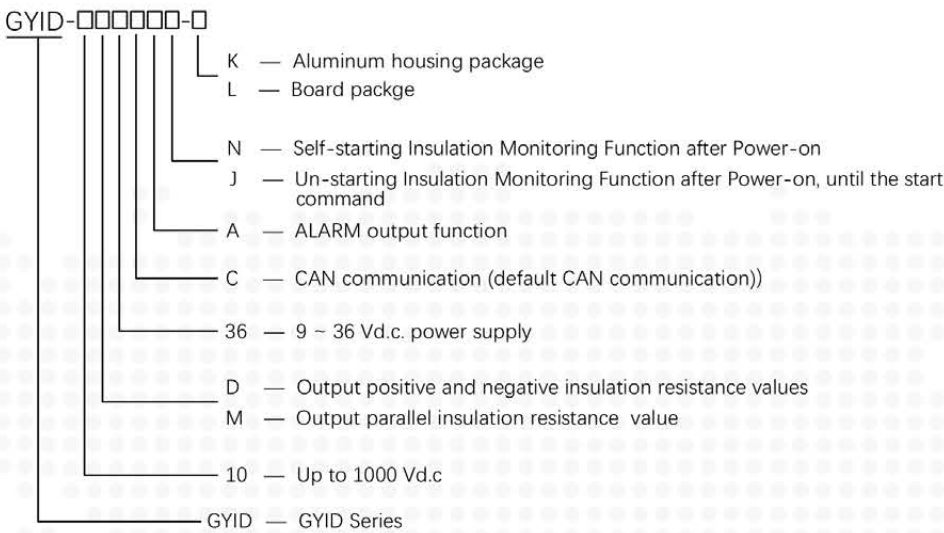 GYID-□□□□□□-□
K — Aluminum housing package
L — Board packge
N — Self-starting Insulation Monitoring Function after Power-on
J — Un-starting Insulation Monitoring Function after Power-on, until the start
command
A — ALARM output function
C — CAN communication (default CAN communication))
36 — 9 ~ 36 Vd.c. power supply
D — Output positive and negative insulation resistance values
M — Output parallel insulation resistance value
10 — Up to 1000 Vd.c
GYID — GYID Series